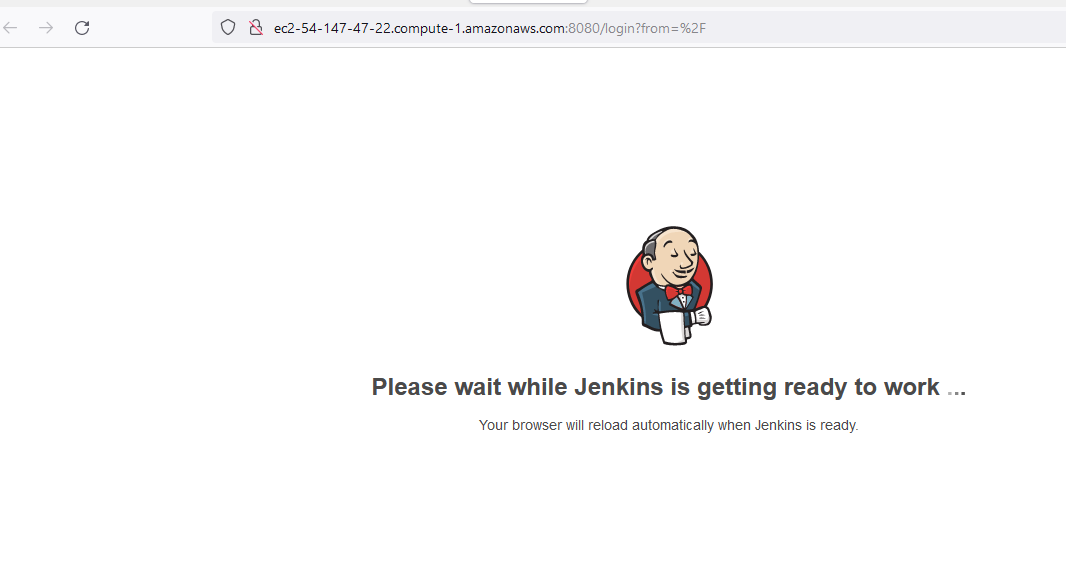 ec2-54-147-47-22.compute-1.amazonaws.com:8080/login?from=%2F
Please wait while Jenkins is getting ready to work ...
Your browser will reload automatically when Jenkins is ready.